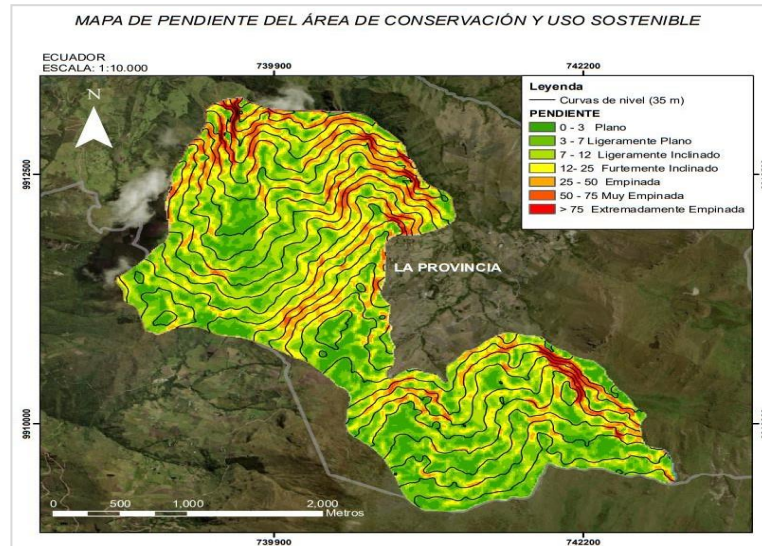 MAPA DE PENDIENTE DEL ÁREA DE CONSERVACIÓN Y USO SOSTENIBLE
ECUADOR
ESCALA: 1:10.000
739900
742200
N
Leyenda
Curvas de nivel (35 m)
PENDIENTE
0 - 3 Plano
3 - 7 Ligeramente Plano
7 - 12 Ligeramente Inclinado
12- 25 Furtemente Inclinado
25 - 50 Empinada
50 - 75 Muy Empinada
> 75 Extremadamente Empinada
9912500
LA PROVINCIA
9910000
0 500 1,000 2,000
Metros
739900
742200